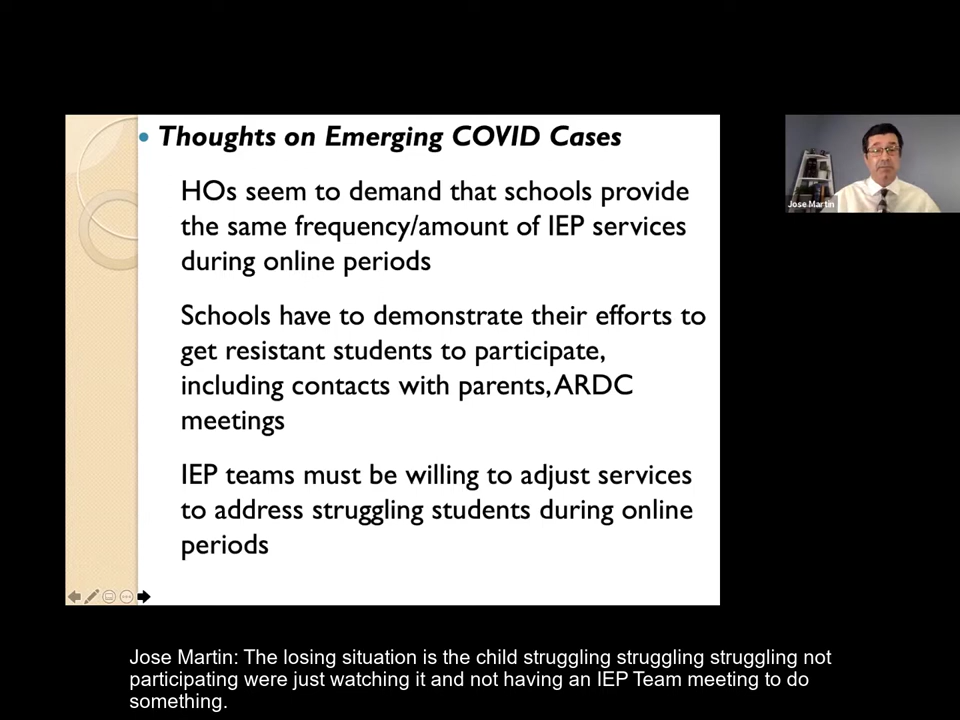 Thoughts on Emerging COVID Cases
HOs seem to demand that schools provide
the same frequency/amount of IEP services
during online periods
Schools have to demonstrate their efforts to
get resistant students to participate,
including contacts with parents, ARDC
meetings
IEP teams must be willing to adjust services
to address struggling students during online
periods
Jose Martin
Jose Martin: The losing situation is the child struggling struggling struggling not
participating were just watching it and not having an IEP Team meeting to do
something.